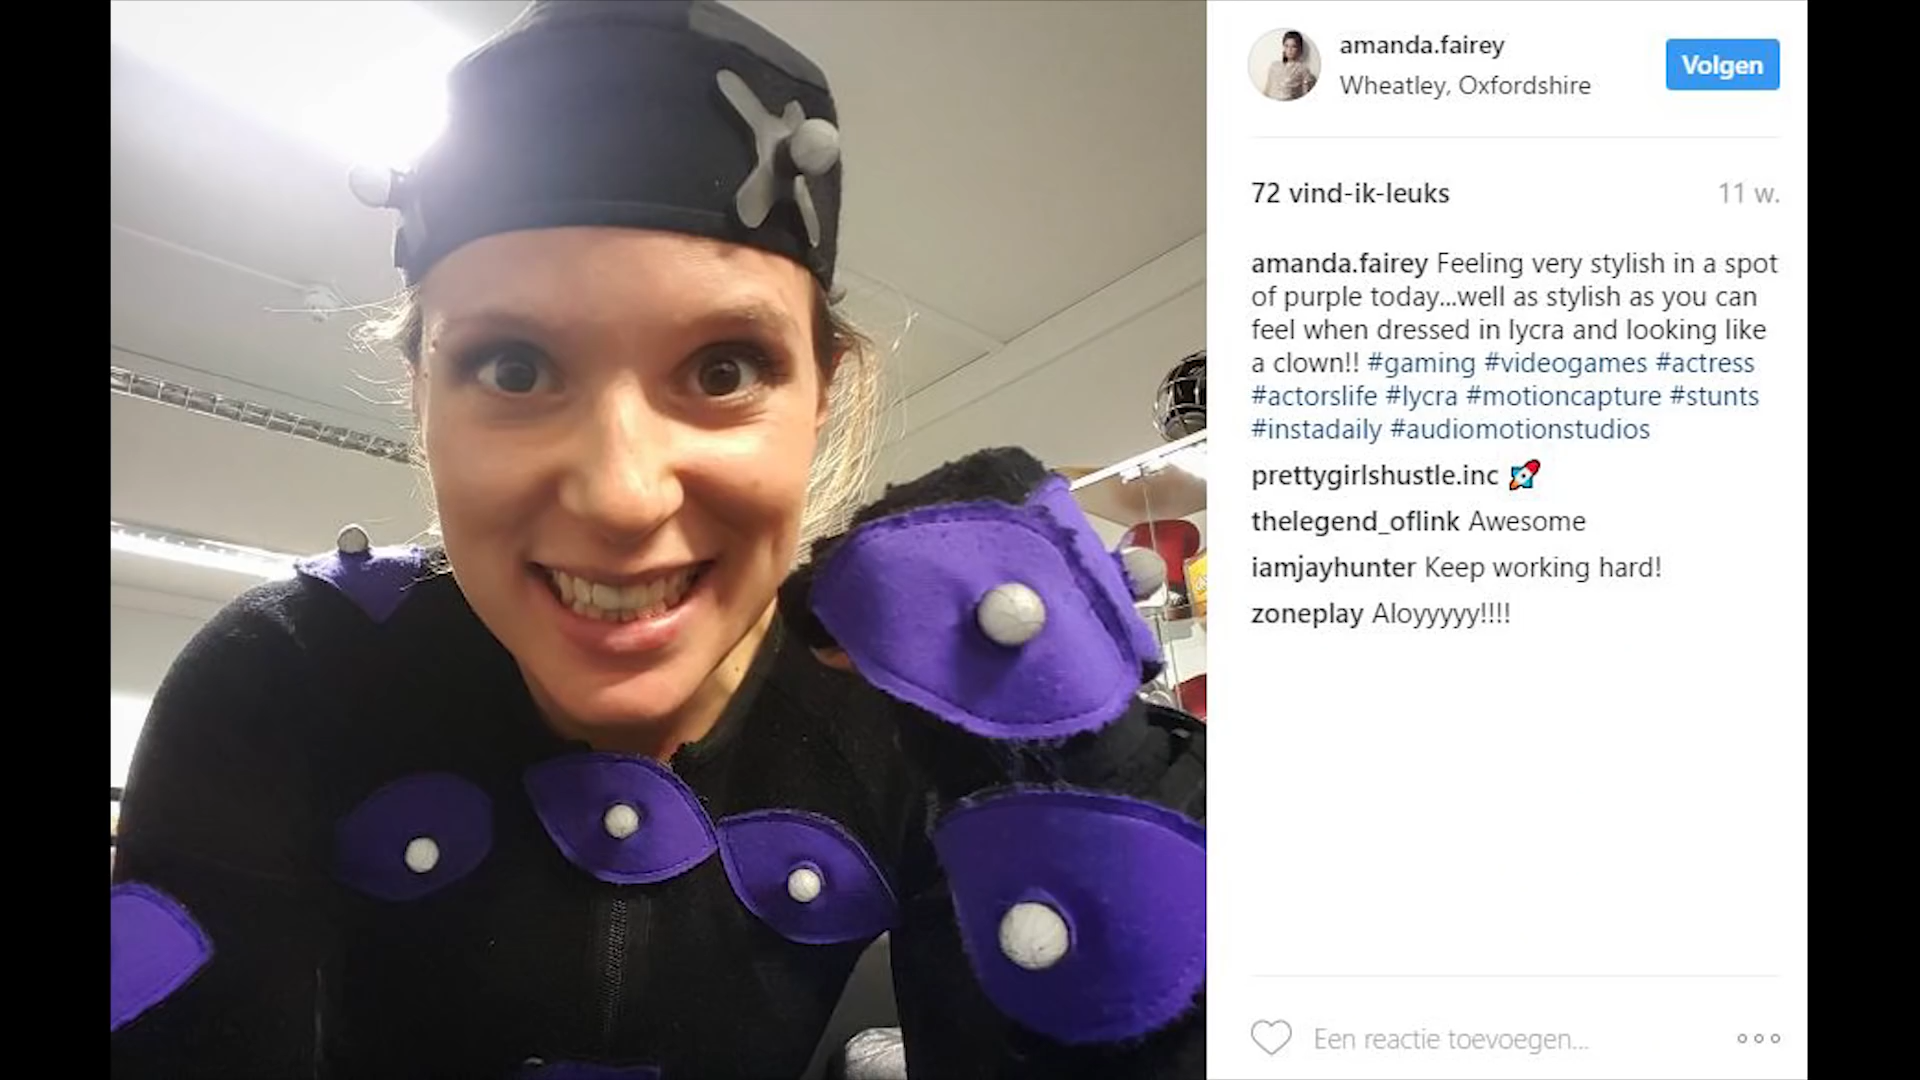 amanda.fairey
Wheatley, Oxfordshire
Volgen
72 vind-ik-leuks
11 w.
amanda.fairey Feeling very stylish in a spot
of purple today...well as stylish as you can
feel when dressed in lycra and looking like
a clown!! #gaming #videogames #actress
#actorslife #lycra #motioncapture #stunts
#instadaily #audiomotionstudios
prettygirlshustle.inc 🚀
thelegend_oflink Awesome
iamjayhunter Keep working hard!
zoneplay Aloyyyyy!!!!
Een reactie toevoegen...